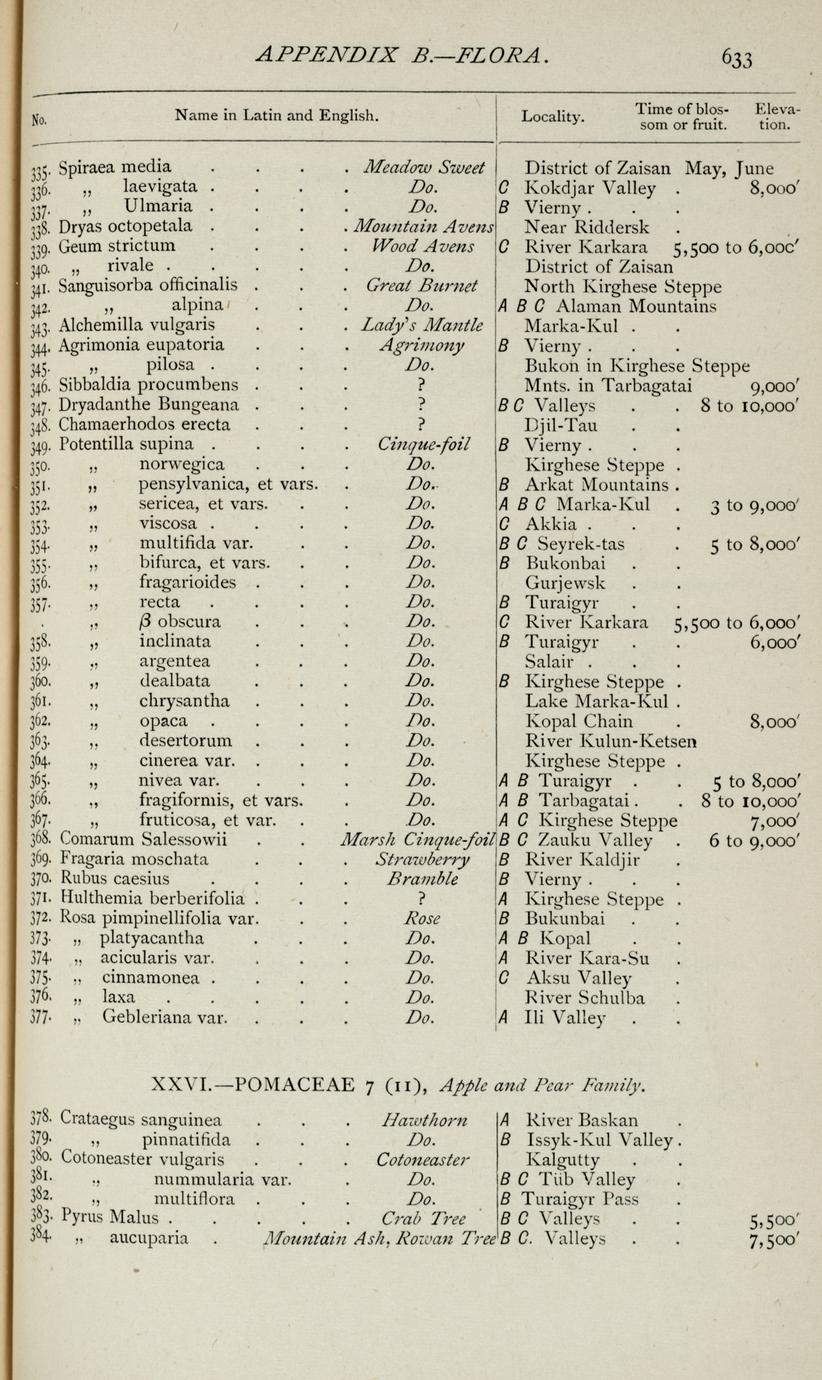 APPENDIX B.—FLORA. 633
No. Name in Latin and English. Locality. Time of blos- Eleva-
som or fruit. tion.
335. Spiraea media . . . . Meadow Sweet District of Zaisan May, June
336. „ laevigata . . . . Do. C Kokdjar Valley . 8,000'
337. „ Ulmaria . . . . Do. B Vierny . . .
338. Dryas octopetala . . . . Mountain Avens Near Riddersk .
339. Geum strictum . . . . Wood Avens C River Karkara 5,500 to 6,000'
340. „ rivale . . . . . Do. District of Zaisan
341. Sanguisorba officinalis . . . Great Burnet North Kirghese Steppe
342. „ alpina . . . Do. A B C Alaman Mountains
343. Alchemilla vulgaris . . . Lady's Mantle Marka-Kul . .
344. Agrimonia eupatoria . . . Agrimony B Vierny . . .
345. „ pilosa . . . . Do. Bukon in Kirghese Steppe
346. Sibbaldia procumbens . . . ? Mnts. in Tarbagatai 9,000'
347. Dryadanthe Bungeana . . . ? B C Valleys . . 8 to 10,000'
348. Chamaerhodos erecta . . . ? Djil-Tau . .
349. Potentilla supina . . . . Cinque-foil B Vierny . . .
350. „ norwegica . . . Do. Kirghese Steppe .
351. „ pensylvanica, et vars. . Do. B Arkat Mountains .
352. „ sericea, et vars. . . Do. A B C Marka-Kul . 3 to 9,000'
353. „ viscosa . . . . Do. C Akkia . . .
354. „ multifida var. . . Do. B C Seyrek-tas . 5 to 8,000'
355. „ bifurca, et vars. . . Do. B Bukonbai . .
356. „ fragarioides . . . Do. Gurjewsk . .
357. „ recta . . . . Do. B Turaigyr . .
. „ β obscura . . . Do. C River Karkara 5,500 to 6,000'
358. „ inclinata . . . Do. B Turaigyr . . 6,000'
359. „ argentea . . . Do. Salair . . .
360. „ dealbata . . . Do. B Kirghese Steppe .
361. „ chrysantha . . . Do. Lake Marka-Kul .
362. „ opaca . . . . Do. Kopal Chain . 8,000'
363. „ desertorum . . . Do. River Kulun-Ketsen
364. „ cinerea var. . . . Do. Kirghese Steppe .
365. „ nivea var. . . . Do. A B Turaigyr . . 5 to 8,000'
366. „ fragiformis, et vars. . Do. A B Tarbagatai . . 8 to 10,000'
367. „ fruticosa, et var. . . Do. A C Kirghese Steppe 7,000'
368. Comarum Salessowii . . Marsh Cinque-foil B C Zauku Valley . 6 to 9,000'
369. Fragaria moschata . . . Strawberry B River Kaldjir .
370. Rubus caesius . . . . Bramble B Vierny . . .
371. Hulthemia berberifolia . . . ? A Kirghese Steppe .
372. Rosa pimpinellifolia var. . . Rose B Bukunbai . .
373. „ platyacantha . . . Do. A B Kopal . .
374. „ acicularis var. . . . Do. A River Kara-Su .
375. „ cinnamonea . . . . Do. C Aksu Valley .
376. „ laxa . . . . . Do. River Schulba .
377. „ Gebleriana var. . . . Do. A Ili Valley . .
XXVI.—POMACEAE 7 (11), Apple and Pear Family.
378. Crataegus sanguinea . . . Hawthorn A River Baskan .
379. „ pinnatifida . . . Do. B Issyk-Kul Valley .
380. Cotoneaster vulgaris . . . Cotoneaster Kalgutty . .
381. „ nummularia var. . Do. B C Tüb Valley .
382. „ multiflora . . . Do. B Turaigyr Pass .
383. Pyrus Malus . . . . . Crab Tree B C Valleys . . 5,500'
384. „ aucuparia . Mountain Ash, Rowan Tree B C. Valleys . . 7,500'